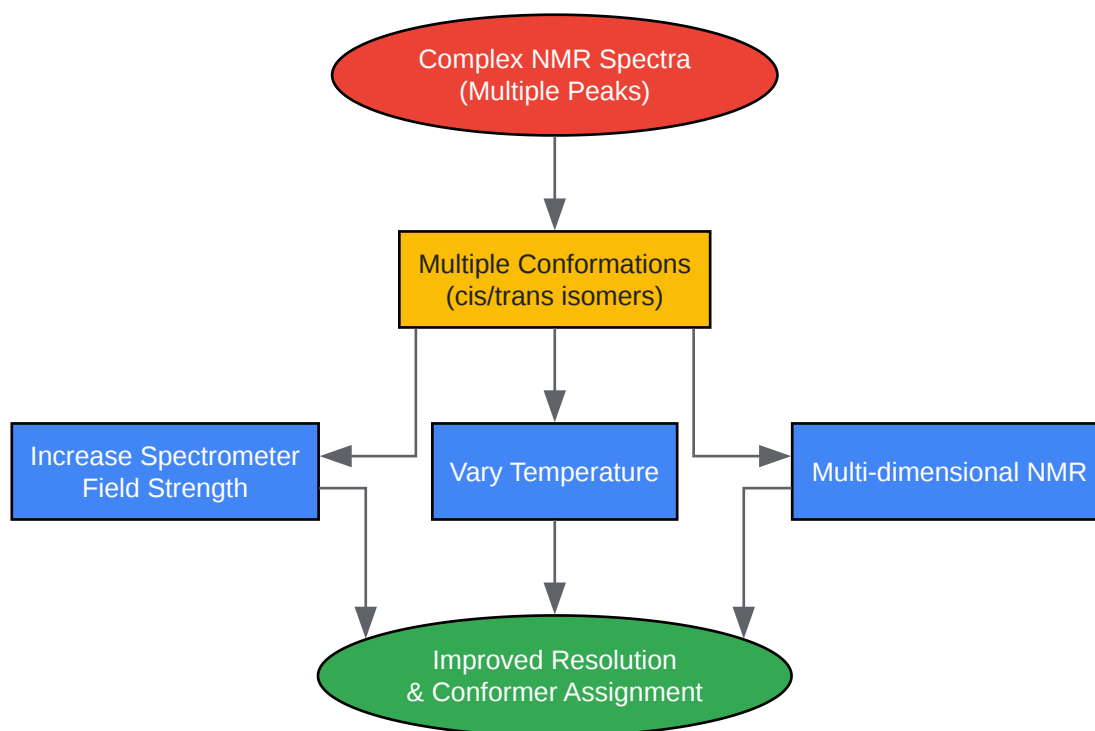 Complex NMR Spectra
(Multiple Peaks)
Multiple Conformations
(cis/trans isomers)
Increase Spectrometer
Field Strength
Vary Temperature
Multi-dimensional NMR
Improved Resolution
& Conformer Assignment